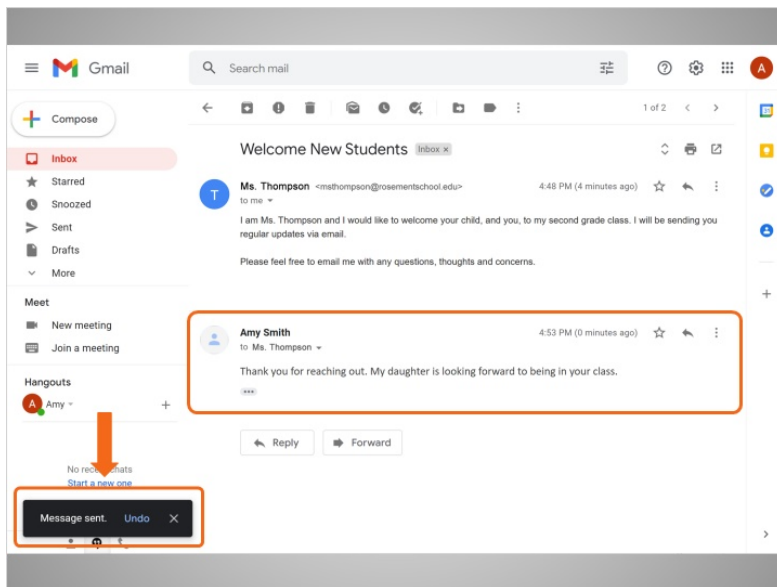 Gmail
Search mail
A
Compose
1 of 2
Inbox
Starred
Snoozed
Sent
Drafts
More
Meet
New meeting
Join a meeting
Hangouts
A Amy
No recent chats
Start a new one
Message sent. Undo
Welcome New Students Inbox x
T
Ms. Thompson <msthompson@rosementschool.edu> 4:48 PM (4 minutes ago)
to me
I am Ms. Thompson and I would like to welcome your child, and you, to my second grade class. I will be sending you
regular updates via email.
Please feel free to email me with any questions, thoughts and concerns.
Amy Smith 4:53 PM (0 minutes ago)
to Ms. Thompson
Thank you for reaching out. My daughter is looking forward to being in your class.
Reply Forward